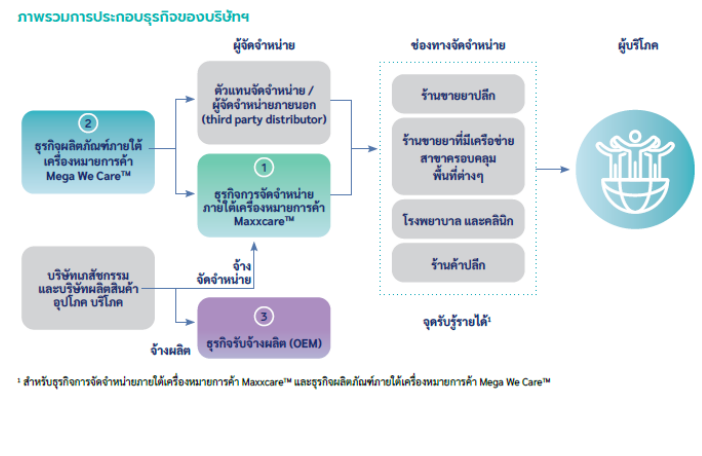 ภาพรวมการประกอบธุรกิจของบริษัทฯ
ผู้จัดจำหน่าย
ช่องทางจัดจำหน่าย
ผู้บริโภค
2
ธุรกิจผลิตภัณฑ์ภายใต้
เครื่องหมายการค้า
Mega We Care™
ตัวแทนจัดจำหน่าย /
ผู้จัดจำหน่ายภายนอก
(third party distributor)
1
ธุรกิจการจัดจำหน่าย
ภายใต้เครื่องหมายการค้า
Maxxcare™
ร้านขายยาปลีก
ร้านขายยาที่มีเครือข่าย
สาขาครอบคลุม
พื้นที่ต่างๆ
โรงพยาบาล และคลินิก
ร้านค้าปลีก
บริษัทเภสัชกรรม
และบริษัทผลิตสินค้า
อุปโภค บริโภค
จ้าง
จัดจำหน่าย
3
ธุรกิจรับจ้างผลิต (OEM)
จ้างผลิต
จุดรับรู้รายได้¹
¹ สำหรับธุรกิจการจัดจำหน่ายภายใต้เครื่องหมายการค้า Maxxcare™ และธุรกิจผลิตภัณฑ์ภายใต้เครื่องหมายการค้า Mega We Care™